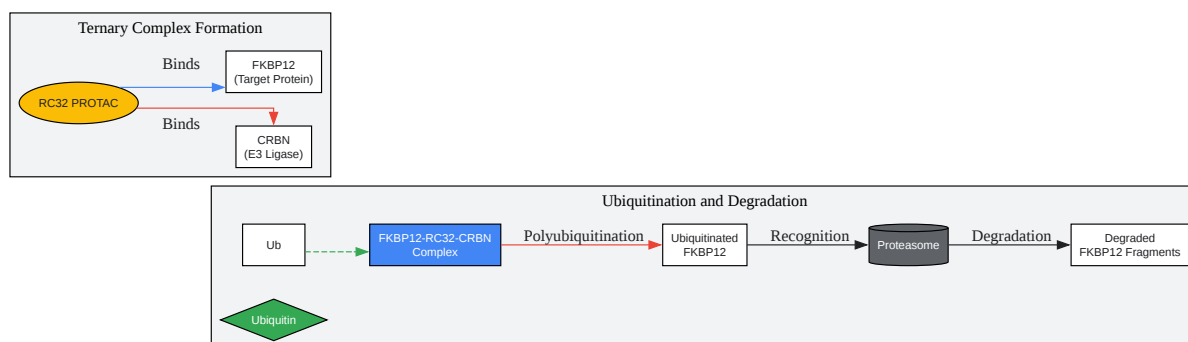 Ternary Complex Formation
Binds
FKBP12
(Target Protein)
RC32 PROTAC
Binds
CRBN
(E3 Ligase)
Ubiquitination and Degradation
Ub
FKBP12-RC32-CRBN
Complex
Polyubiquitination
Ubiquitinated
FKBP12
Recognition
Proteasome
Degradation
Degraded
FKBP12 Fragments
Ubiquitin